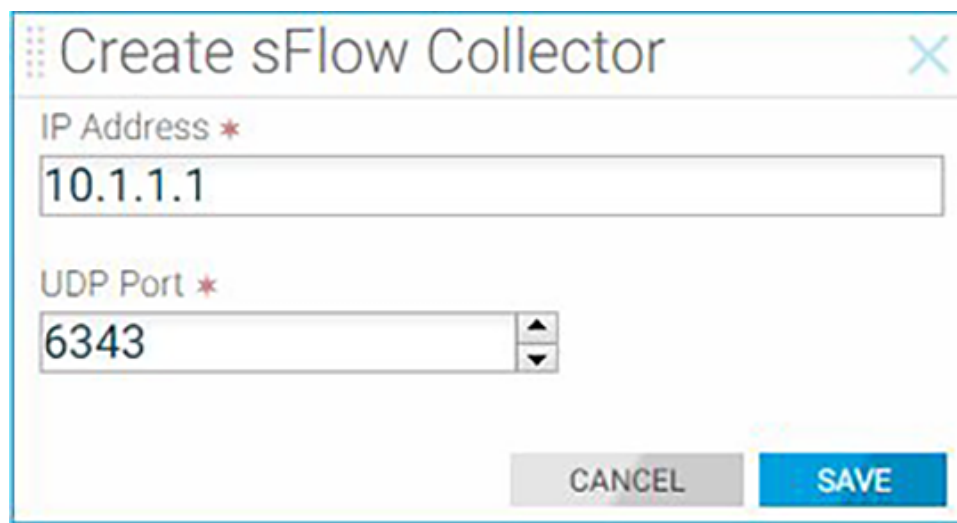 Create sFlow Collector
IP Address *
10.1.1.1
UDP Port *
6343
CANCEL SAVE